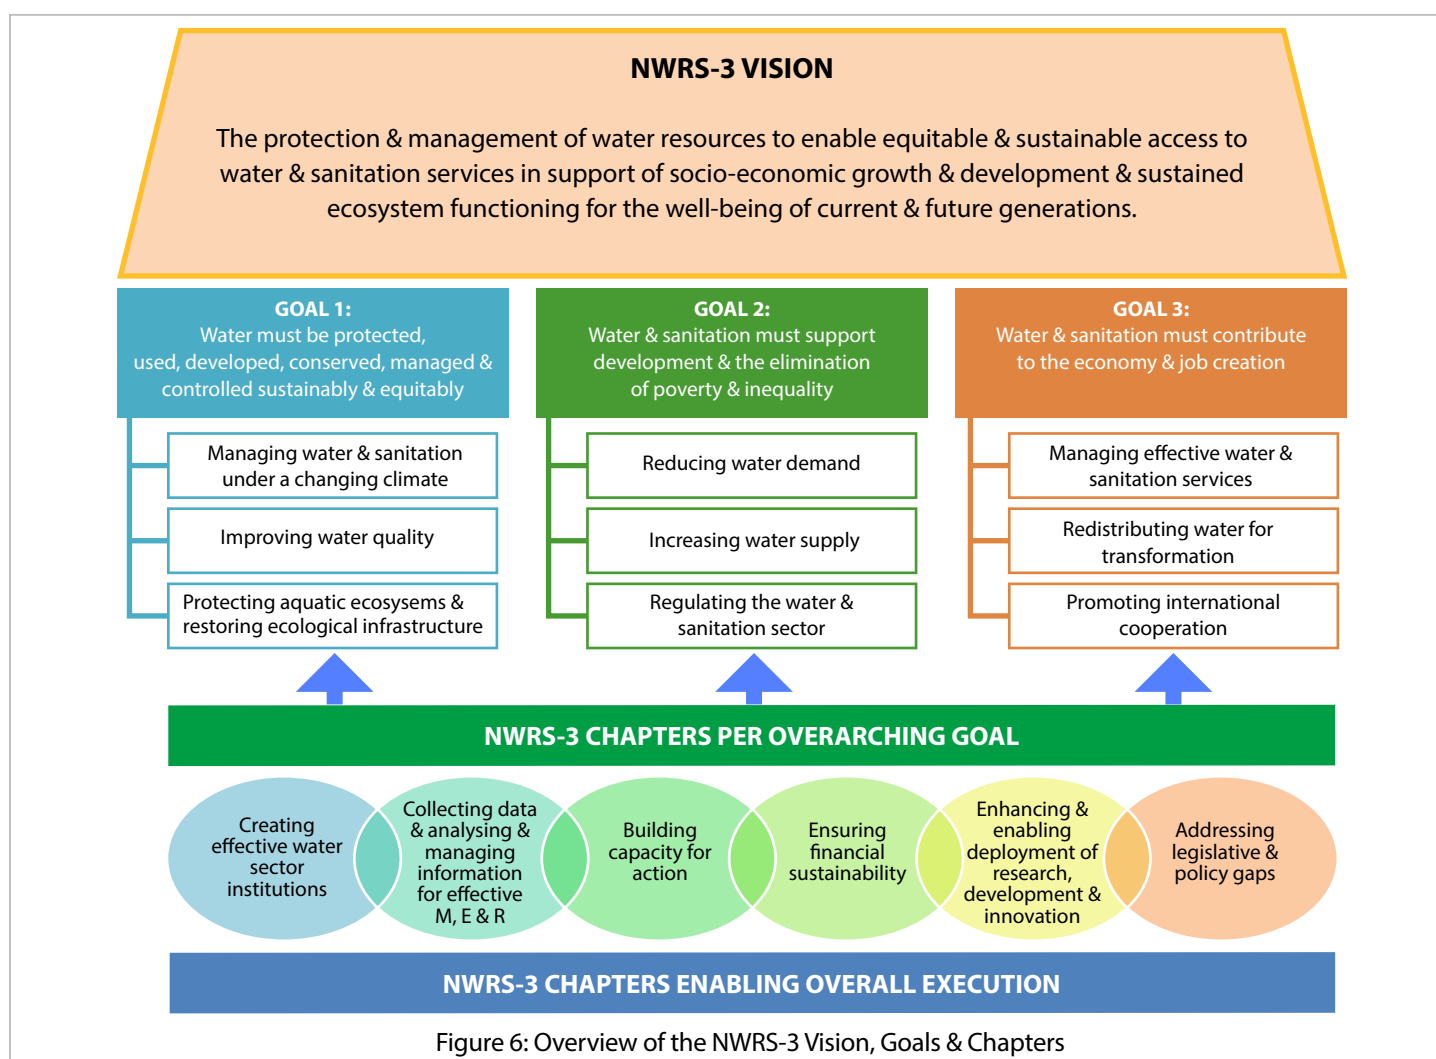 NWRS-3 VISION
The protection & management of water resources to enable equitable & sustainable access to
water & sanitation services in support of socio-economic growth & development & sustained
ecosystem functioning for the well-being of current & future generations.
GOAL 1:
Water must be protected,
used, developed, conserved, managed &
controlled sustainably & equitably
Managing water & sanitation
under a changing climate
Improving water quality
Protecting aquatic ecosysems &
restoring ecological infrastructure
GOAL 2:
Water & sanitation must support
development & the elimination
of poverty & inequality
Reducing water demand
Increasing water supply
Regulating the water &
sanitation sector
GOAL 3:
Water & sanitation must contribute
to the economy & job creation
Managing effective water &
sanitation services
Redistributing water for
transformation
Promoting international
cooperation
NWRS-3 CHAPTERS PER OVERARCHING GOAL
Creating
effective water
sector
institutions
Collecting data
& analysing &
managing
information
for effective
M, E & R
Building
capacity for
action
Ensuring
financial
sustainability
Enhancing &
enabling
deployment of
research,
development &
innovation
Addressing
legislative &
policy gaps
NWRS-3 CHAPTERS ENABLING OVERALL EXECUTION
Figure 6: Overview of the NWRS-3 Vision, Goals & Chapters